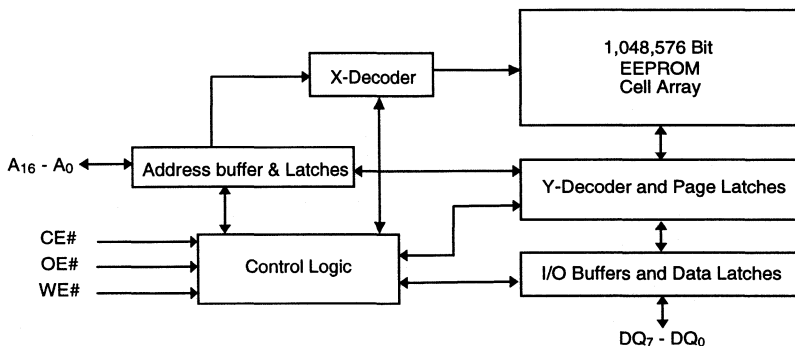 1,048,576 Bit
EEPROM
Cell Array
X-Decoder
A16 - A0
Address buffer & Latches
Y-Decoder and Page Latches
CE#
OE#
WE#
Control Logic
I/O Buffers and Data Latches
DQ7 - DQ0